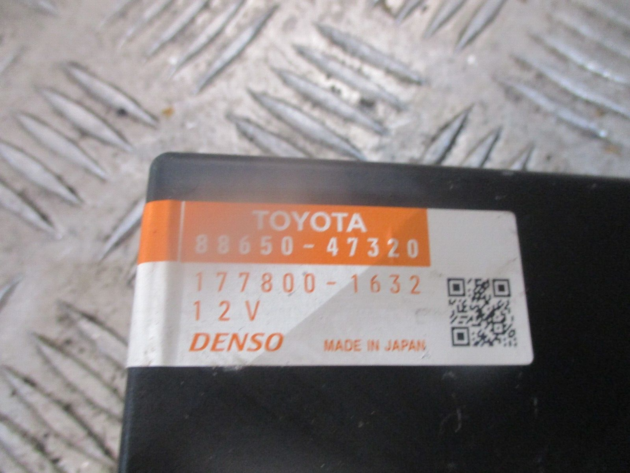 TOYOTA
88650-47320
177800-1632
12V
DENSO MADE IN JAPAN